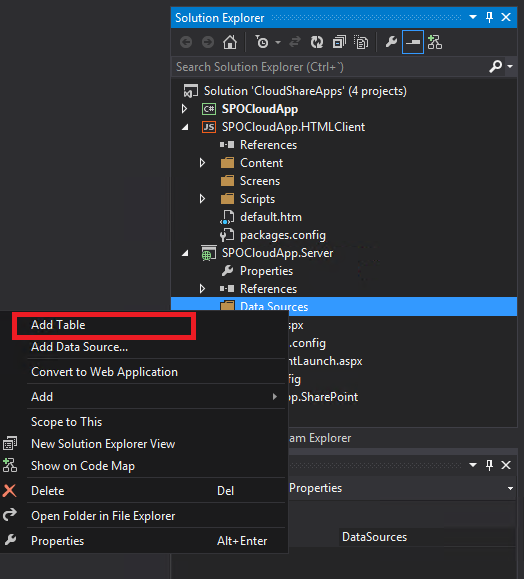 Solution Explorer
Search Solution Explorer (Ctrl+`)
Solution 'CloudShareApps' (4 projects)
C# SPOCloudApp
JS SPOCloudApp.HTMLClient
References
Content
Screens
Scripts
default.htm
packages.config
SPOCloudApp.Server
Properties
References
Data Sources
Add Table
Add Data Source...
Convert to Web Application
Add
Scope to This
New Solution Explorer View
Show on Code Map
Delete Del
Open Folder in File Explorer
Properties Alt+Enter
spx
.config
ntLaunch.aspx
fig
p.SharePoint
am Explorer
Properties
DataSources